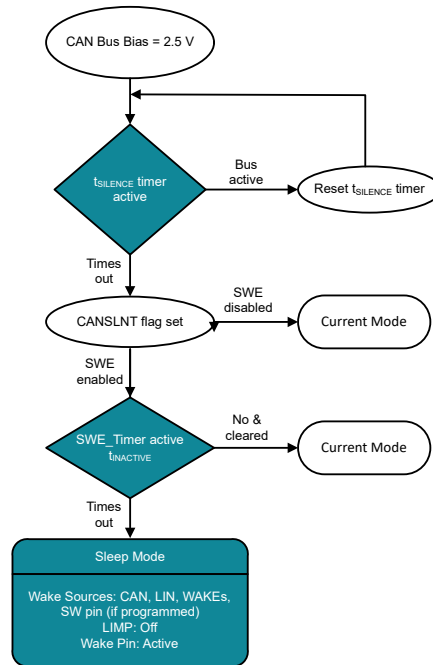 CAN Bus Bias = 2.5 V
tSILENCE timer
active
Bus
active
Reset tSILENCE timer
Times
out
CANSLNT flag set
SWE
disabled
Current Mode
SWE
enabled
SWE_Timer active
tINACTIVE
No &
cleared
Current Mode
Times
out
Sleep Mode
Wake Sources: CAN, LIN, WAKEs,
SW pin (if programmed)
LIMP: Off
Wake Pin: Active